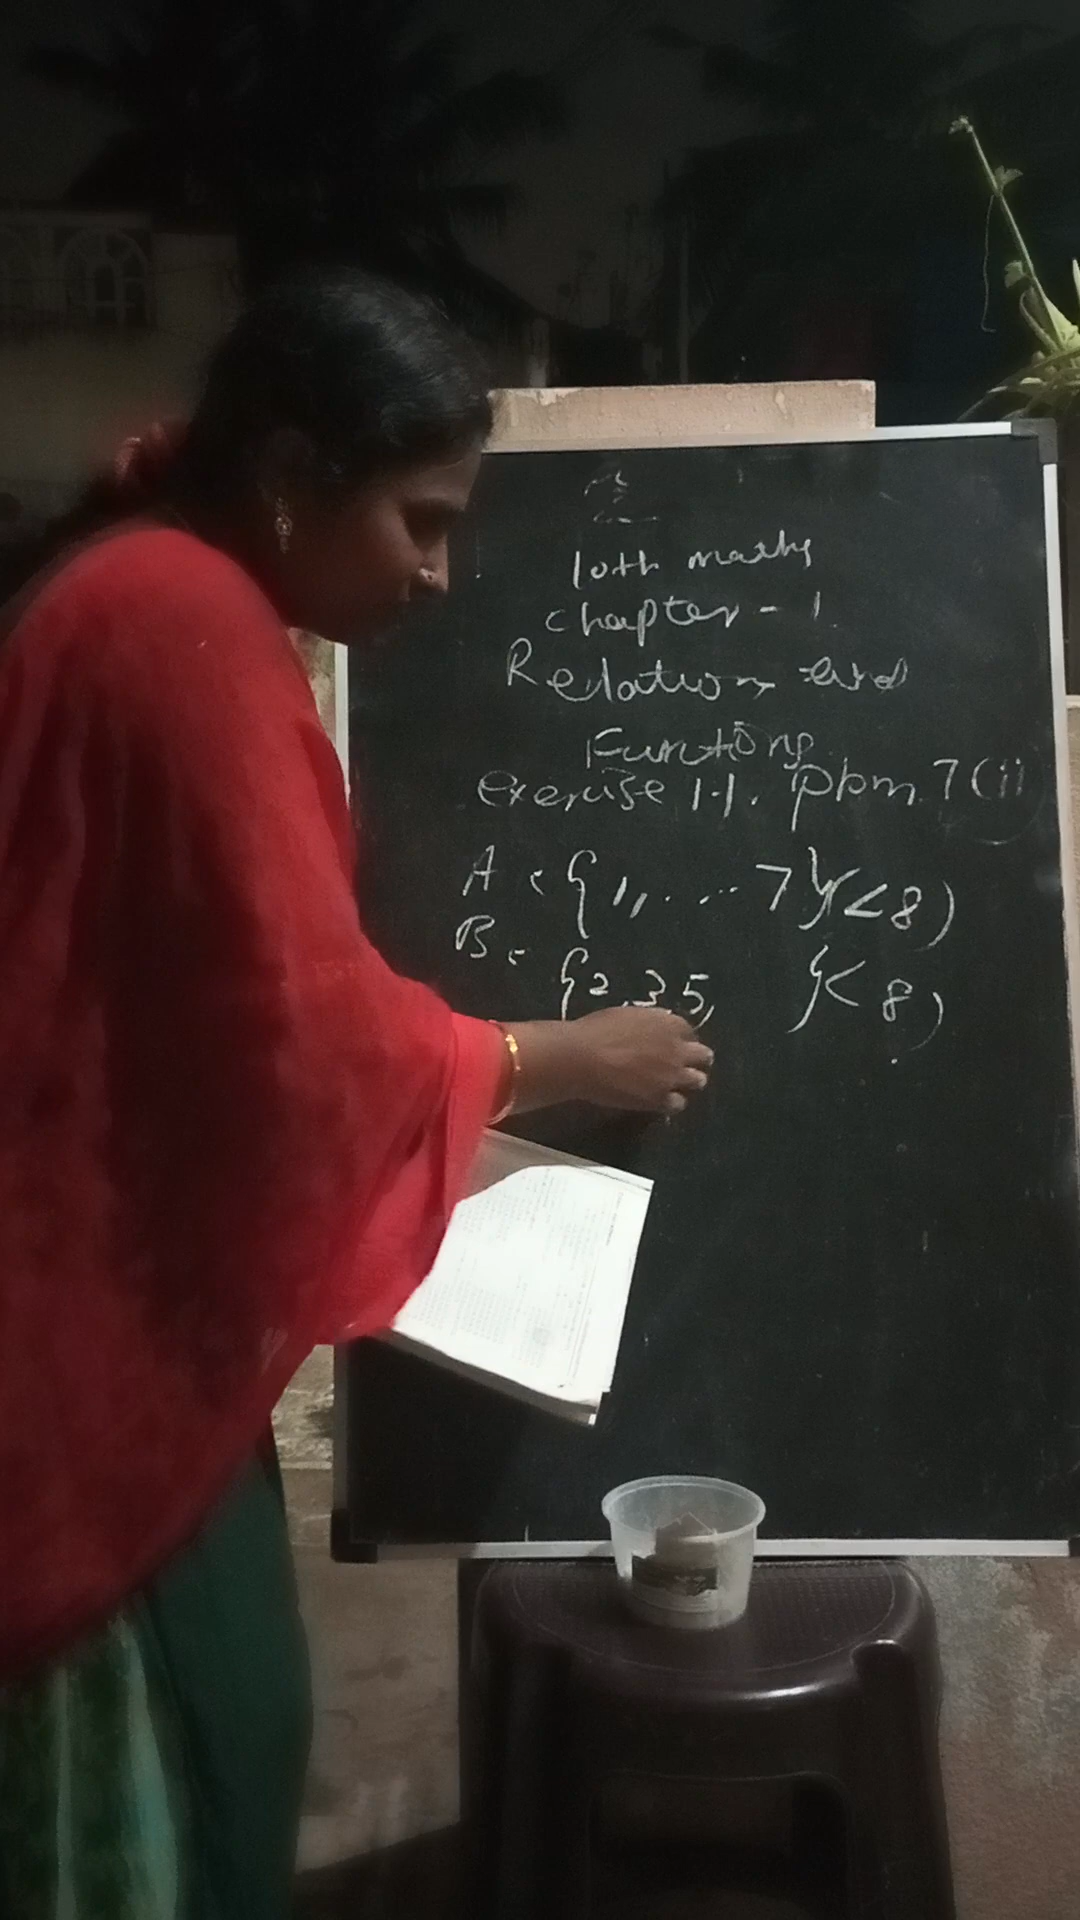 10th maths
chapter - 1
Relations and
Functions
exercise 1.1. pbm 7(ii)
A = {1, ... 7} (< 8)
B = {2, 3, 5, } < 8)